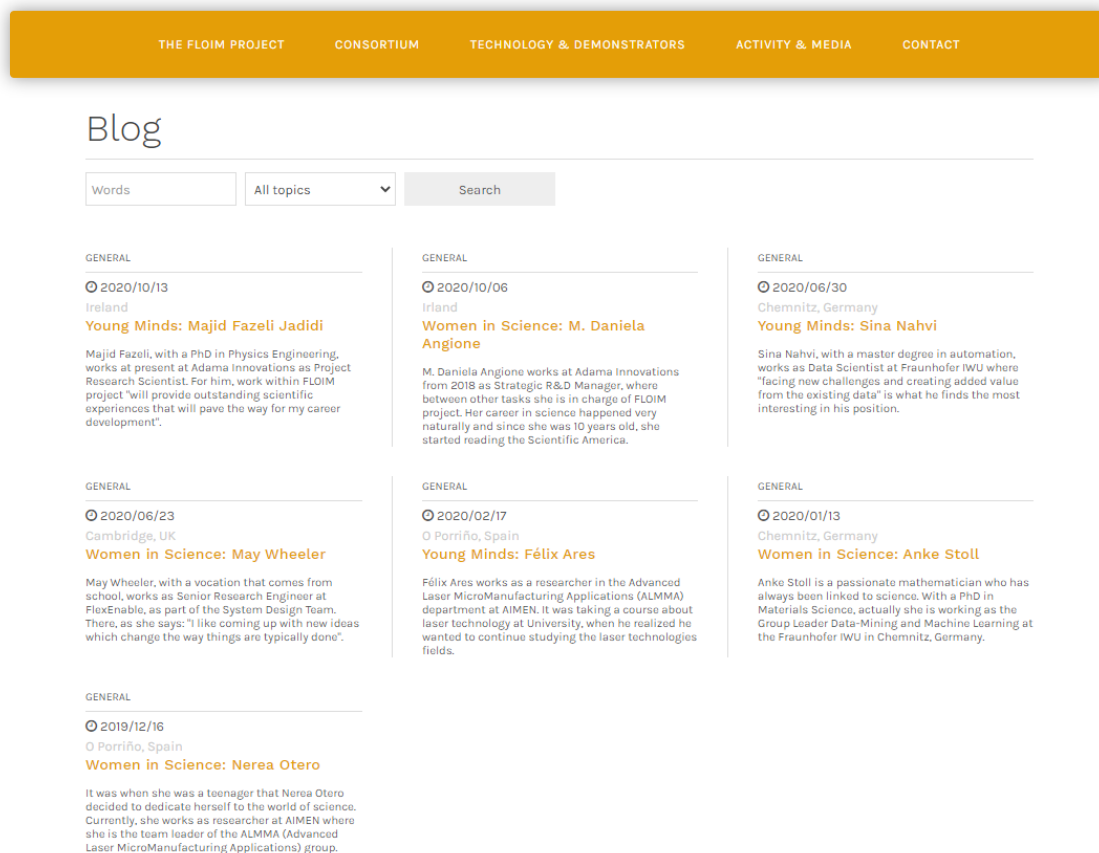 THE FLOIM PROJECT CONSORTIUM TECHNOLOGY & DEMONSTRATORS ACTIVITY & MEDIA CONTACT
Blog
Words All topics Search
GENERAL
2020/10/13
Ireland
Young Minds: Majid Fazeli Jadidi
Majid Fazeli, with a PhD in Physics Engineering,
works at present at Adama Innovations as Project
Research Scientist. For him, work within FLOIM
project "will provide outstanding scientific
experiences that will pave the way for my career
development".
GENERAL
2020/10/06
Irland
Women in Science: M. Daniela
Angione
M. Daniela Angione works at Adama Innovations
from 2018 as Strategic R&D Manager, where
between other tasks she is in charge of FLOIM
project. Her career in science happened very
naturally and since she was 10 years old, she
started reading the Scientific America.
GENERAL
2020/06/30
Chemnitz, Germany
Young Minds: Sina Nahvi
Sina Nahvi, with a master degree in automation,
works as Data Scientist at Fraunhofer IWU where
"facing new challenges and creating added value
from the existing data" is what he finds the most
interesting in his position.
GENERAL
2020/06/23
Cambridge, UK
Women in Science: May Wheeler
May Wheeler, with a vocation that comes from
school, works as Senior Research Engineer at
FlexEnable, as part of the System Design Team.
There, as she says: "I like coming up with new ideas
which change the way things are typically done".
GENERAL
2020/02/17
O Porriño, Spain
Young Minds: Félix Ares
Félix Ares works as a researcher in the Advanced
Laser MicroManufacturing Applications (ALMMA)
department at AIMEN. It was taking a course about
laser technology at University, when he realized he
wanted to continue studying the laser technologies
fields.
GENERAL
2020/01/13
Chemnitz, Germany
Women in Science: Anke Stoll
Anke Stoll is a passionate mathematician who has
always been linked to science. With a PhD in
Materials Science, actually she is working as the
Group Leader Data-Mining and Machine Learning at
the Fraunhofer IWU in Chemnitz, Germany.
GENERAL
2019/12/16
O Porriño, Spain
Women in Science: Nerea Otero
It was when she was a teenager that Nerea Otero
decided to dedicate herself to the world of science.
Currently, she works as researcher at AIMEN where
she is the team leader of the ALMMA (Advanced
Laser MicroManufacturing Applications) group.